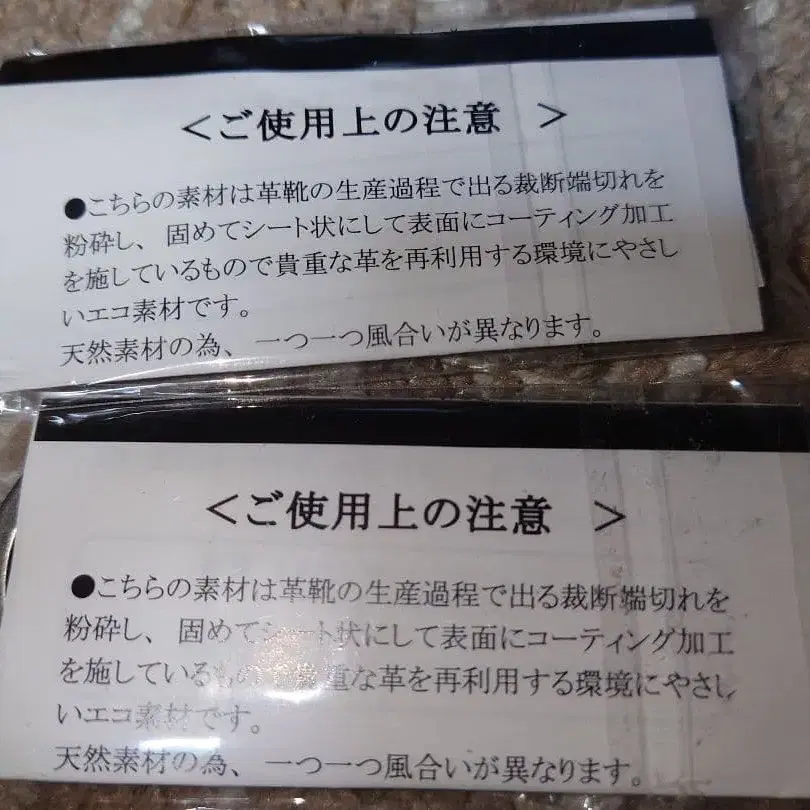 ＜ご使用上の注意　＞
●こちらの素材は革靴の生産過程で出る裁断端切れを
粉砕し、固めてシート状にして表面にコーティング加工
を施しているもので貴重な革を再利用する環境にやさし
いエコ素材です。
天然素材の為、一つ一つ風合いが異なります。
＜ご使用上の注意　＞
●こちらの素材は革靴の生産過程で出る裁断端切れを
粉砕し、固めてシート状にして表面にコーティング加工
を施しているもので貴重な革を再利用する環境にやさし
いエコ素材です。
天然素材の為、一つ一つ風合いが異なります。